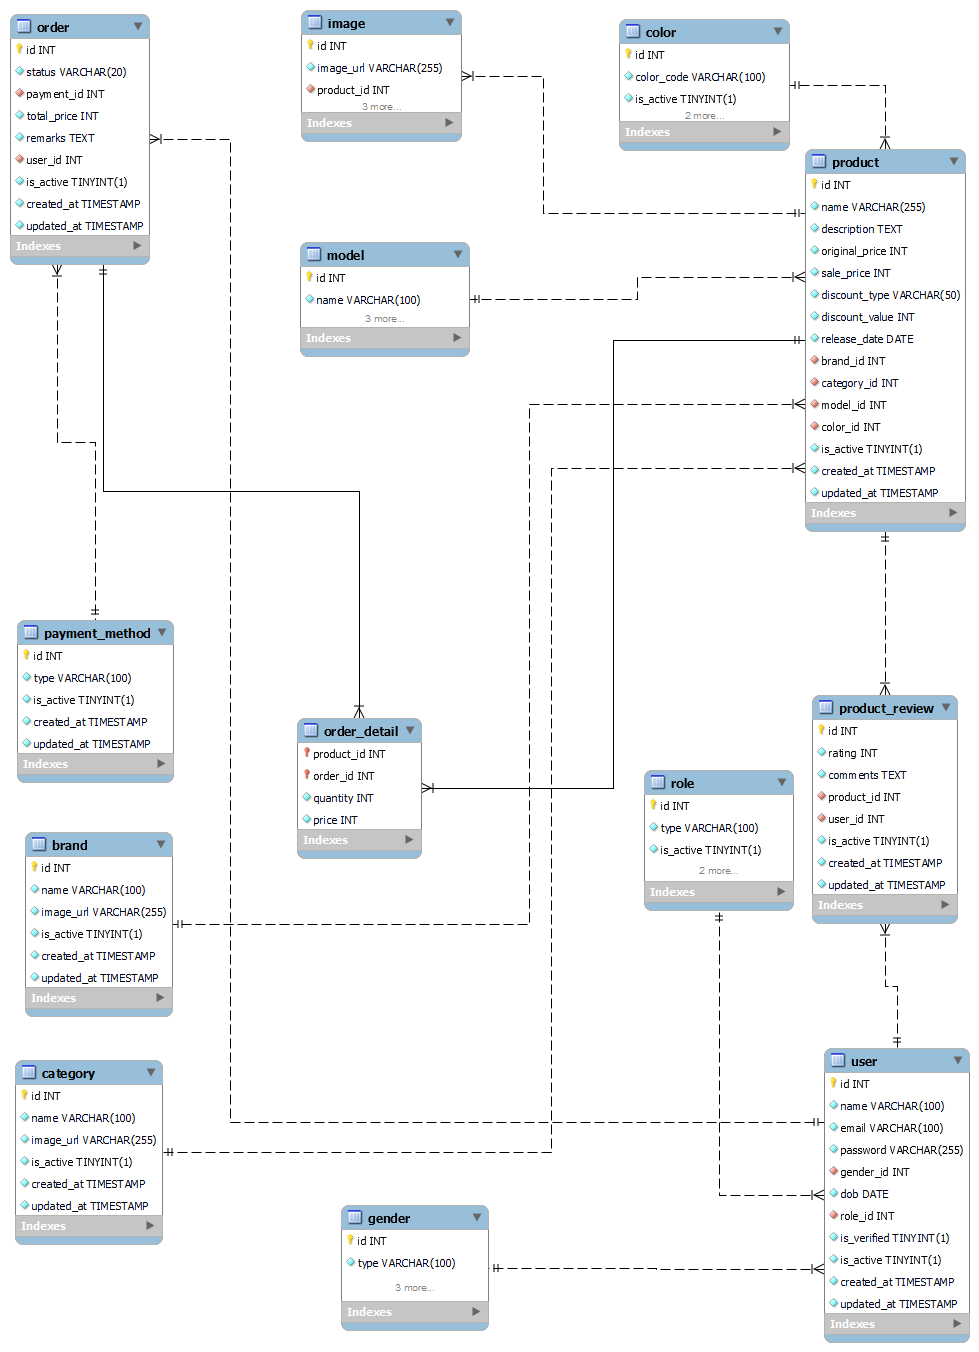 order
id INT
status VARCHAR(20)
payment_id INT
total_price INT
remarks TEXT
user_id INT
is_active TINYINT(1)
created_at TIMESTAMP
updated_at TIMESTAMP
Indexes
image
id INT
image_url VARCHAR(255)
product_id INT
3 more...
Indexes
color
id INT
color_code VARCHAR(100)
is_active TINYINT(1)
2 more...
Indexes
product
id INT
name VARCHAR(255)
description TEXT
original_price INT
sale_price INT
discount_type VARCHAR(50)
discount_value INT
release_date DATE
brand_id INT
category_id INT
model_id INT
color_id INT
is_active TINYINT(1)
created_at TIMESTAMP
updated_at TIMESTAMP
Indexes
model
id INT
name VARCHAR(100)
3 more...
Indexes
payment_method
id INT
type VARCHAR(100)
is_active TINYINT(1)
created_at TIMESTAMP
updated_at TIMESTAMP
Indexes
order_detail
product_id INT
order_id INT
quantity INT
price INT
Indexes
product_review
id INT
rating INT
comments TEXT
product_id INT
user_id INT
is_active TINYINT(1)
created_at TIMESTAMP
updated_at TIMESTAMP
Indexes
role
id INT
type VARCHAR(100)
is_active TINYINT(1)
2 more...
Indexes
brand
id INT
name VARCHAR(100)
image_url VARCHAR(255)
is_active TINYINT(1)
created_at TIMESTAMP
updated_at TIMESTAMP
Indexes
category
id INT
name VARCHAR(100)
image_url VARCHAR(255)
is_active TINYINT(1)
created_at TIMESTAMP
updated_at TIMESTAMP
Indexes
user
id INT
name VARCHAR(100)
email VARCHAR(100)
password VARCHAR(255)
gender_id INT
dob DATE
role_id INT
is_verified TINYINT(1)
is_active TINYINT(1)
created_at TIMESTAMP
updated_at TIMESTAMP
Indexes
gender
id INT
type VARCHAR(100)
3 more...
Indexes